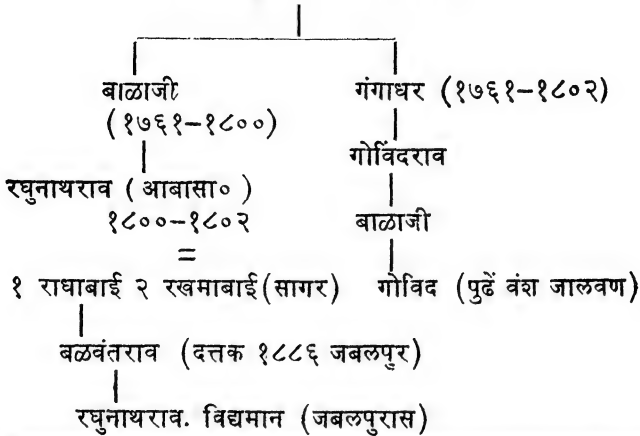 बाळाजी गंगाधर (१७६१-१८०२)
(१७६१-१८००)
गोविंदराव
रघुनाथराव (आबासा०)
१८००-१८०२ बाळाजी
=
१ राधाबाई २ रखमाबाई (सागर) गोविद (पुढें वंश जालवण)
बळवंतराव (दत्तक १८८६ जबलपुर)
रघुनाथराव. विद्यमान (जबलपुरास)